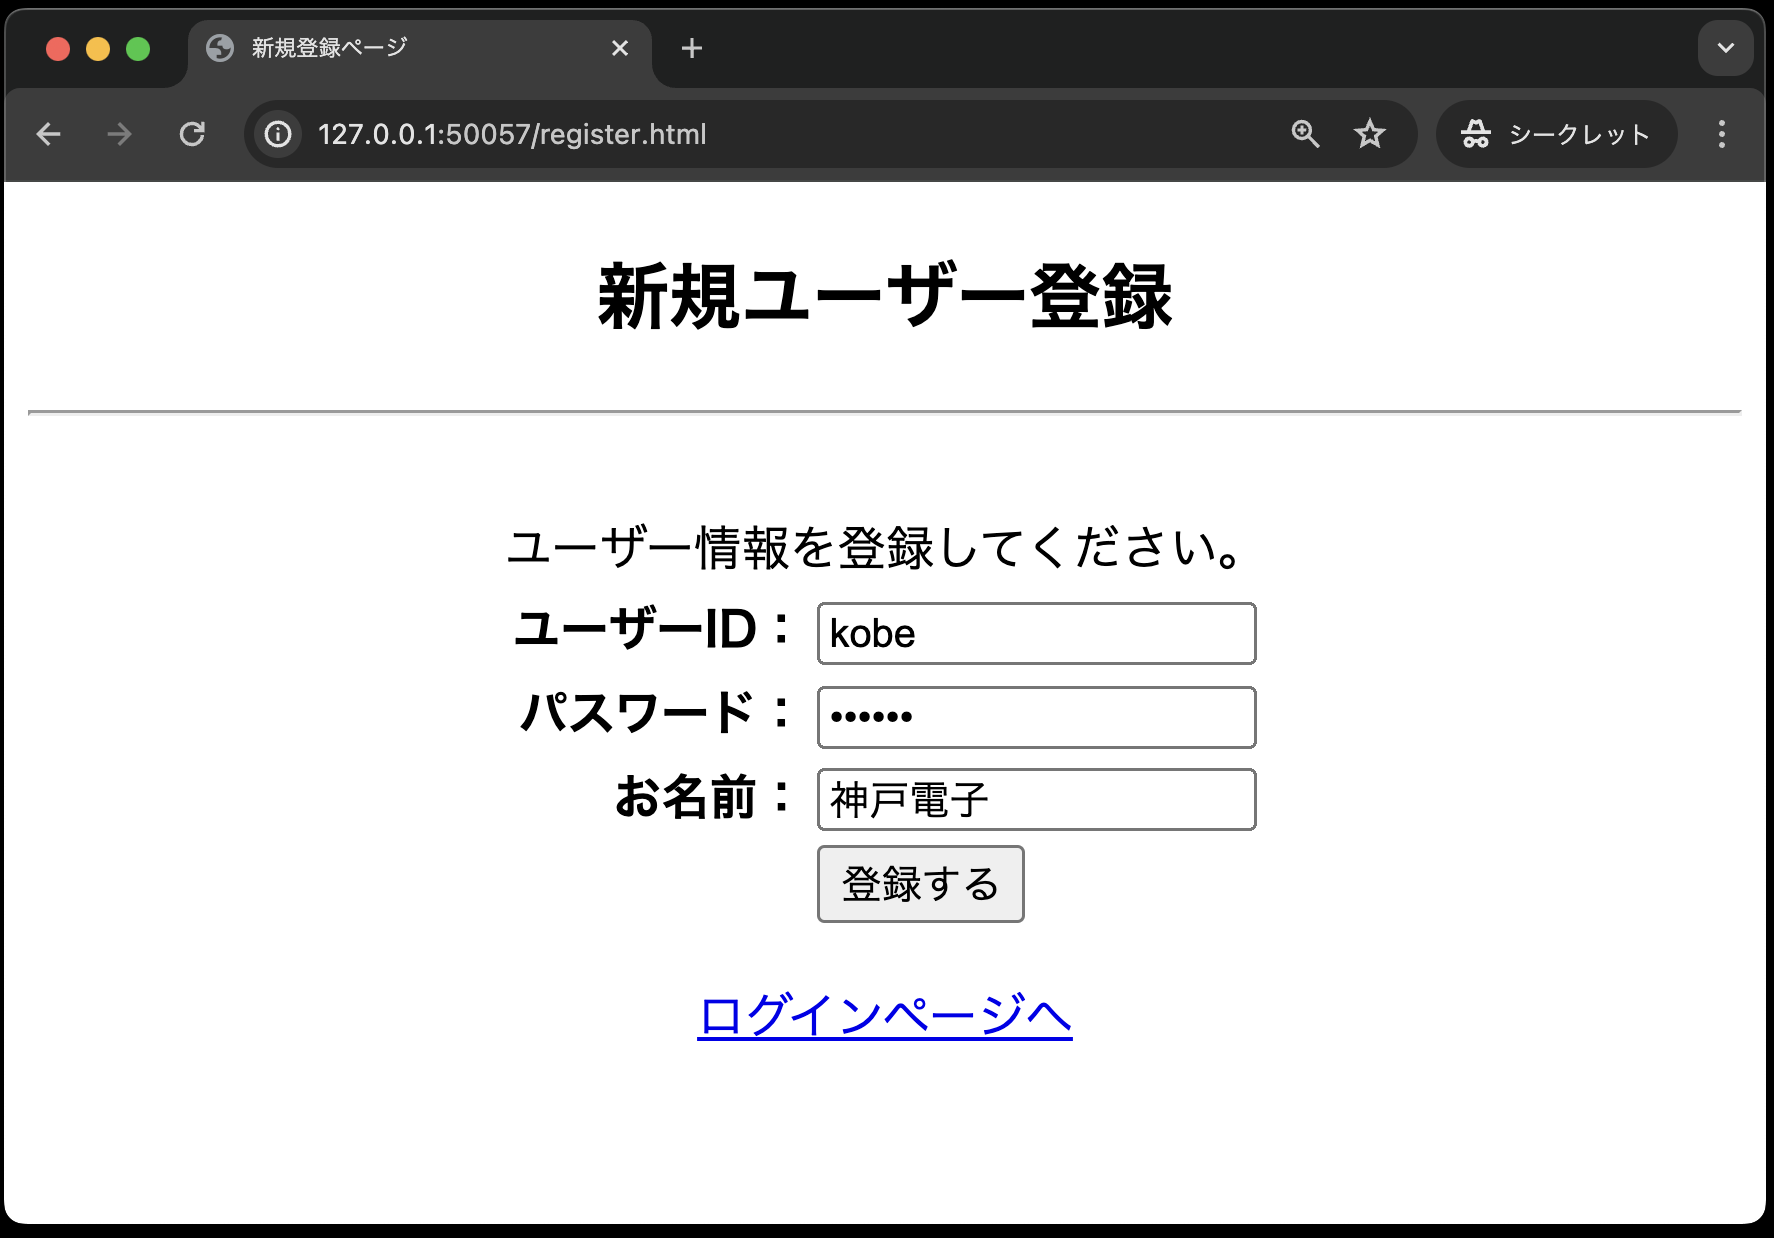 新規登録ページ
127.0.0.1:50057/register.html
シークレット
新規ユーザー登録
ユーザー情報を登録してください。
ユーザーID： kobe
パスワード： ••••••
お名前： 神戸電子
登録する
ログインページへ